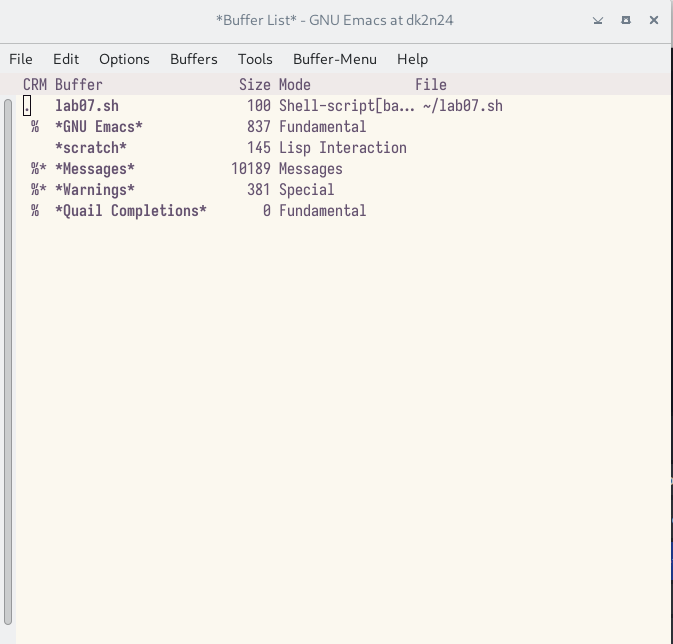 *Buffer List* - GNU Emacs at dk2n24
File Edit Options Buffers Tools Buffer-Menu Help
CRM Buffer Size Mode File
. lab07.sh 100 Shell-script[ba... ~/lab07.sh
% *GNU Emacs* 837 Fundamental
*scratch* 145 Lisp Interaction
%* *Messages* 10189 Messages
%* *Warnings* 381 Special
% *Quail Completions* 0 Fundamental